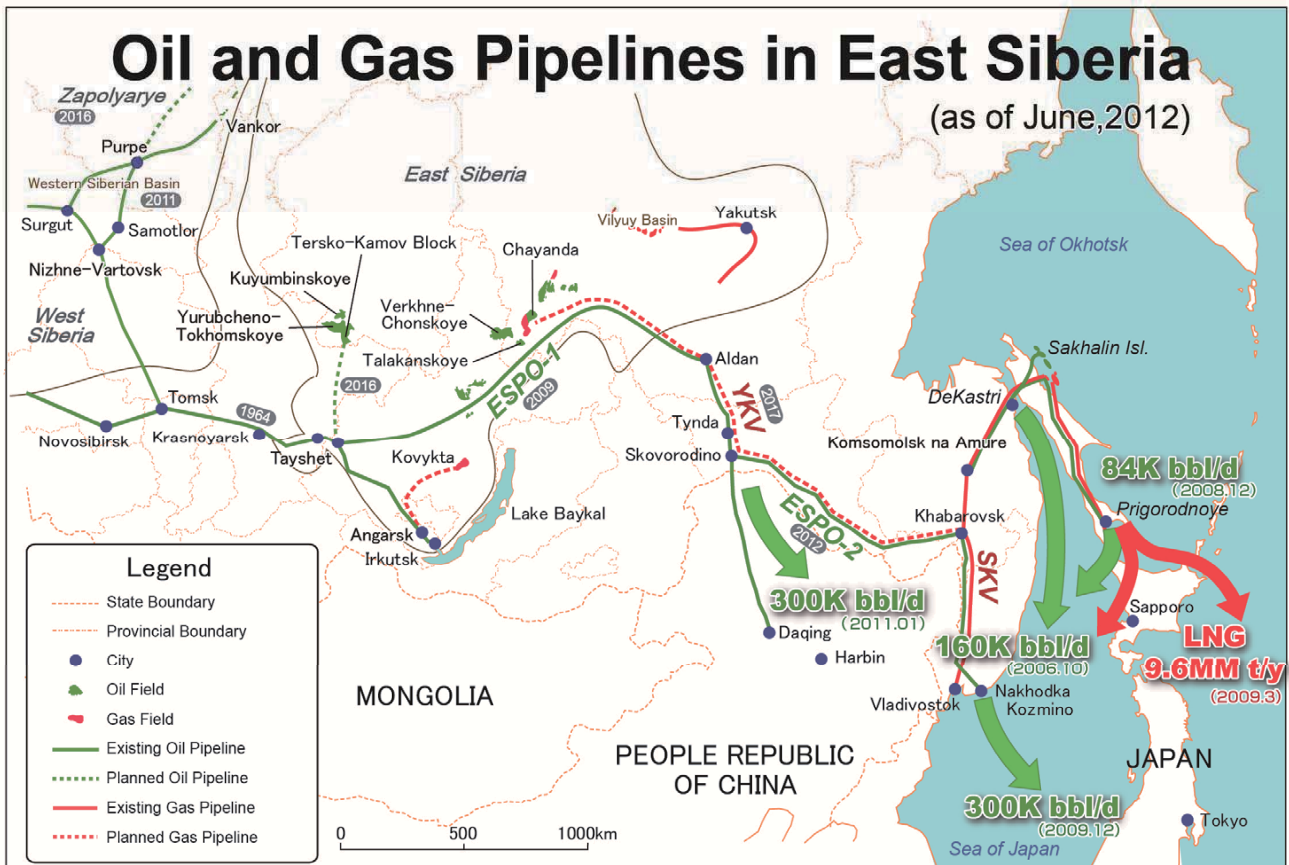 Oil and Gas Pipelines in East Siberia
(as of June,2012)
Zapolyarye
2016
Vankor
Purpe
Western Siberian Basin
2011
Surgut
Samotlor
Nizhne-Vartovsk
West
Siberia
East Siberia
Tersko-Kamov Block
Kuyumbinskoye
Yurubcheno-
Tokhomskoye
Chayanda
Verkhne-
Chonskoye
Talakanskoye
Vilyuy Basin
Yakutsk
Sea of Okhotsk
Sakhalin Isl.
DeKastri
Aldan
ESPO-1
2009
2016
YKV
2017
Tynda
Skovorodino
Tomsk
1964
Novosibirsk
Krasnoyarsk
Tayshet
Kovykta
Komsomolsk na Amure
84K bbl/d
(2008.12)
Prigorodnoye
Lake Baykal
Angarsk
Irkutsk
ESPO-2
2012
Khabarovsk
SKV
300K bbl/d
(2011.01)
Daqing
Harbin
160K bbl/d
(2006.10)
Sapporo
LNG
9.6MM t/y
(2009.3)
Vladivostok
Nakhodka
Kozmino
MONGOLIA
PEOPLE REPUBLIC
OF CHINA
JAPAN
300K bbl/d
(2009.12)
Tokyo
Sea of Japan
Legend
State Boundary
Provincial Boundary
City
Oil Field
Gas Field
Existing Oil Pipeline
Planned Oil Pipeline
Existing Gas Pipeline
Planned Gas Pipeline
0 500 1000km